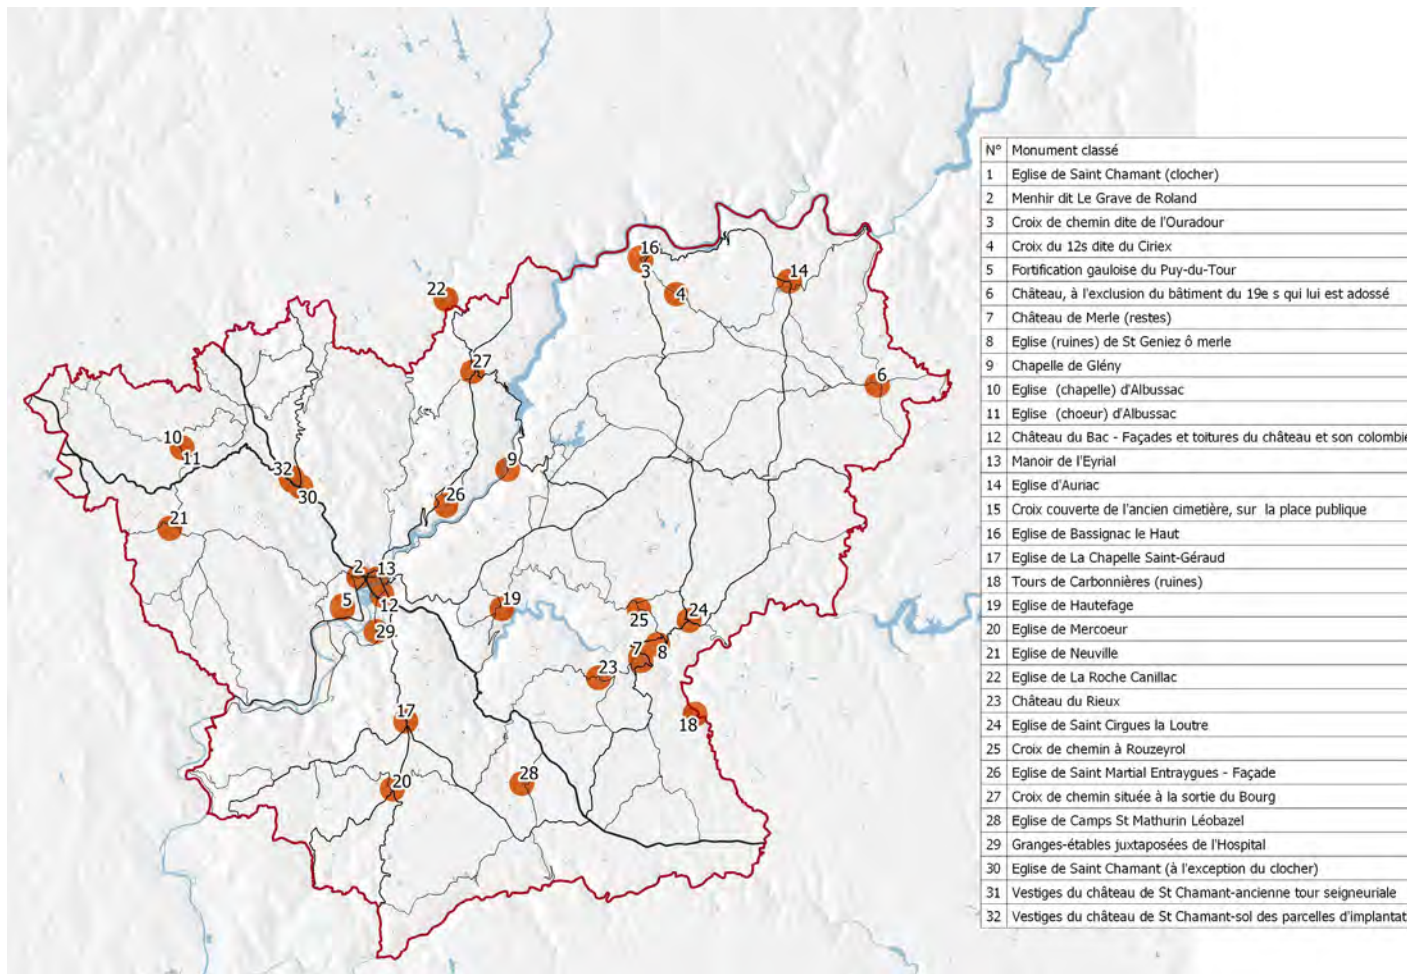 16
3
14
4
22
27
6
10
11
9
32
30
26
21
2
13
5
12
29
19
25
24
7
8
23
17
18
20
28
N° Monument classé
1 Eglise de Saint Chamant (clocher)
2 Menhir dit Le Grave de Roland
3 Croix de chemin dite de l'Ouradour
4 Croix du 12s dite du Ciriex
5 Fortification gauloise du Puy-du-Tour
6 Château, à l'exclusion du bâtiment du 19e s qui lui est adossé
7 Château de Merle (restes)
8 Eglise (ruines) de St Geniez ô merle
9 Chapelle de Glény
10 Eglise (chapelle) d'Albussac
11 Eglise (choeur) d'Albussac
12 Château du Bac - Façades et toitures du château et son colombie
13 Manoir de l'Eyrial
14 Eglise d'Auriac
15 Croix couverte de l'ancien cimetière, sur la place publique
16 Eglise de Bassignac le Haut
17 Eglise de La Chapelle Saint-Géraud
18 Tours de Carbonnières (ruines)
19 Eglise de Hautefage
20 Eglise de Mercoeur
21 Eglise de Neuville
22 Eglise de La Roche Canillac
23 Château du Rieux
24 Eglise de Saint Cirgues la Loutre
25 Croix de chemin à Rouzeyrol
26 Eglise de Saint Martial Entraygues - Façade
27 Croix de chemin située à la sortie du Bourg
28 Eglise de Camps St Mathurin Léobazel
29 Granges-étables juxtaposées de l'Hospital
30 Eglise de Saint Chamant (à l'exception du clocher)
31 Vestiges du château de St Chamant-ancienne tour seigneuriale
32 Vestiges du château de St Chamant-sol des parcelles d'implantat